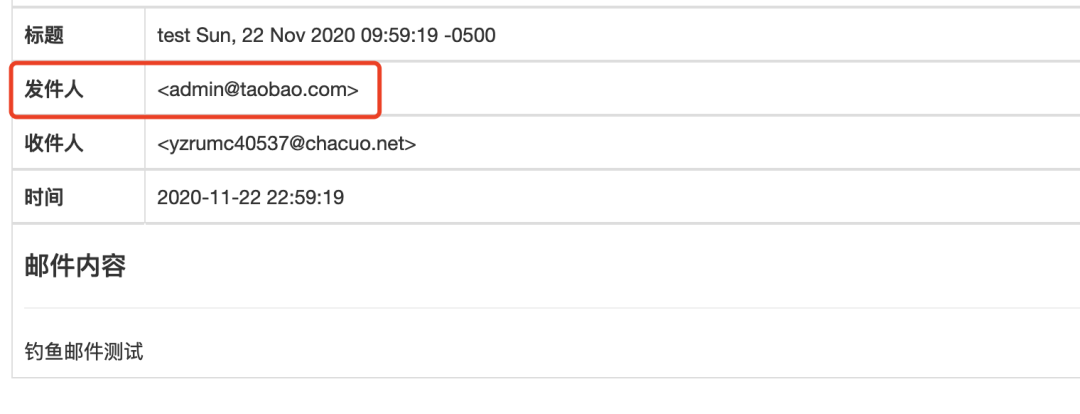 标题 test Sun, 22 Nov 2020 09:59:19 -0500
发件人 <admin@taobao.com>
收件人 <yzrumc40537@chacuo.net>
时间 2020-11-22 22:59:19
邮件内容
钓鱼邮件测试